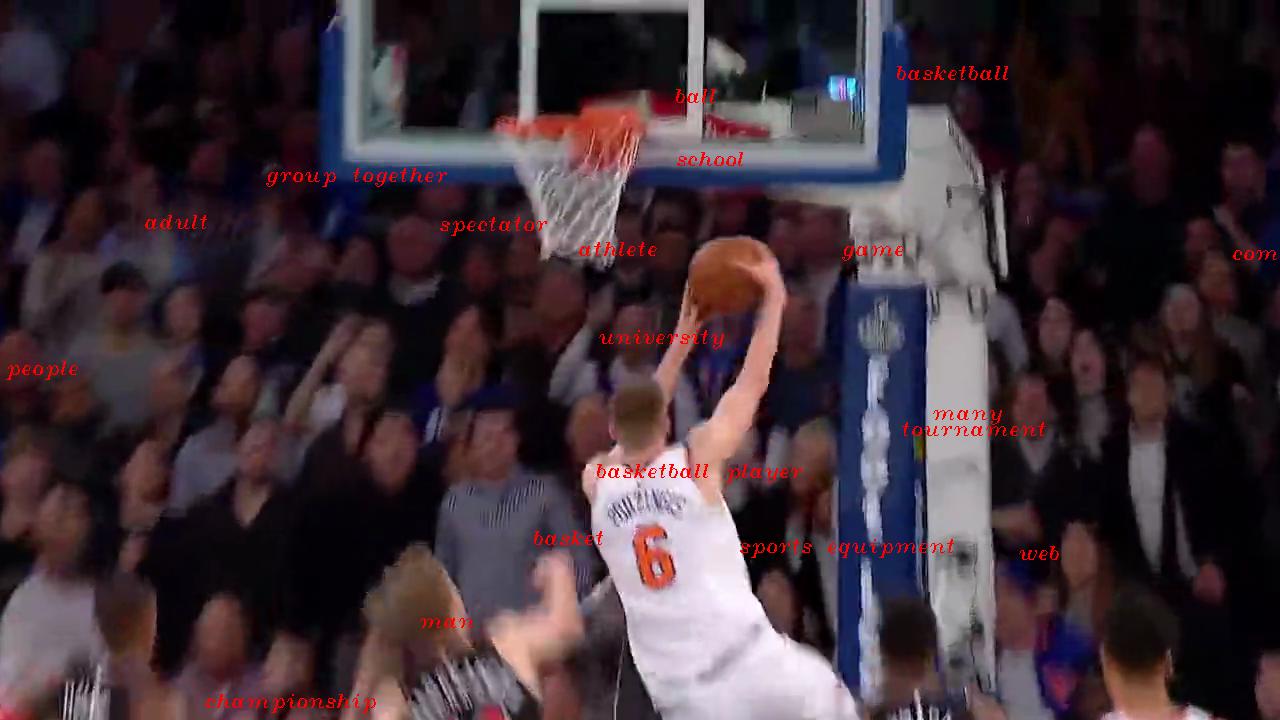 basketball
ball
school
group together
adult
spectator
athlete
game
com
university
people
many
tournament
basketball player
PORZINGIS
basket
6
sports equipment
web
man
championship